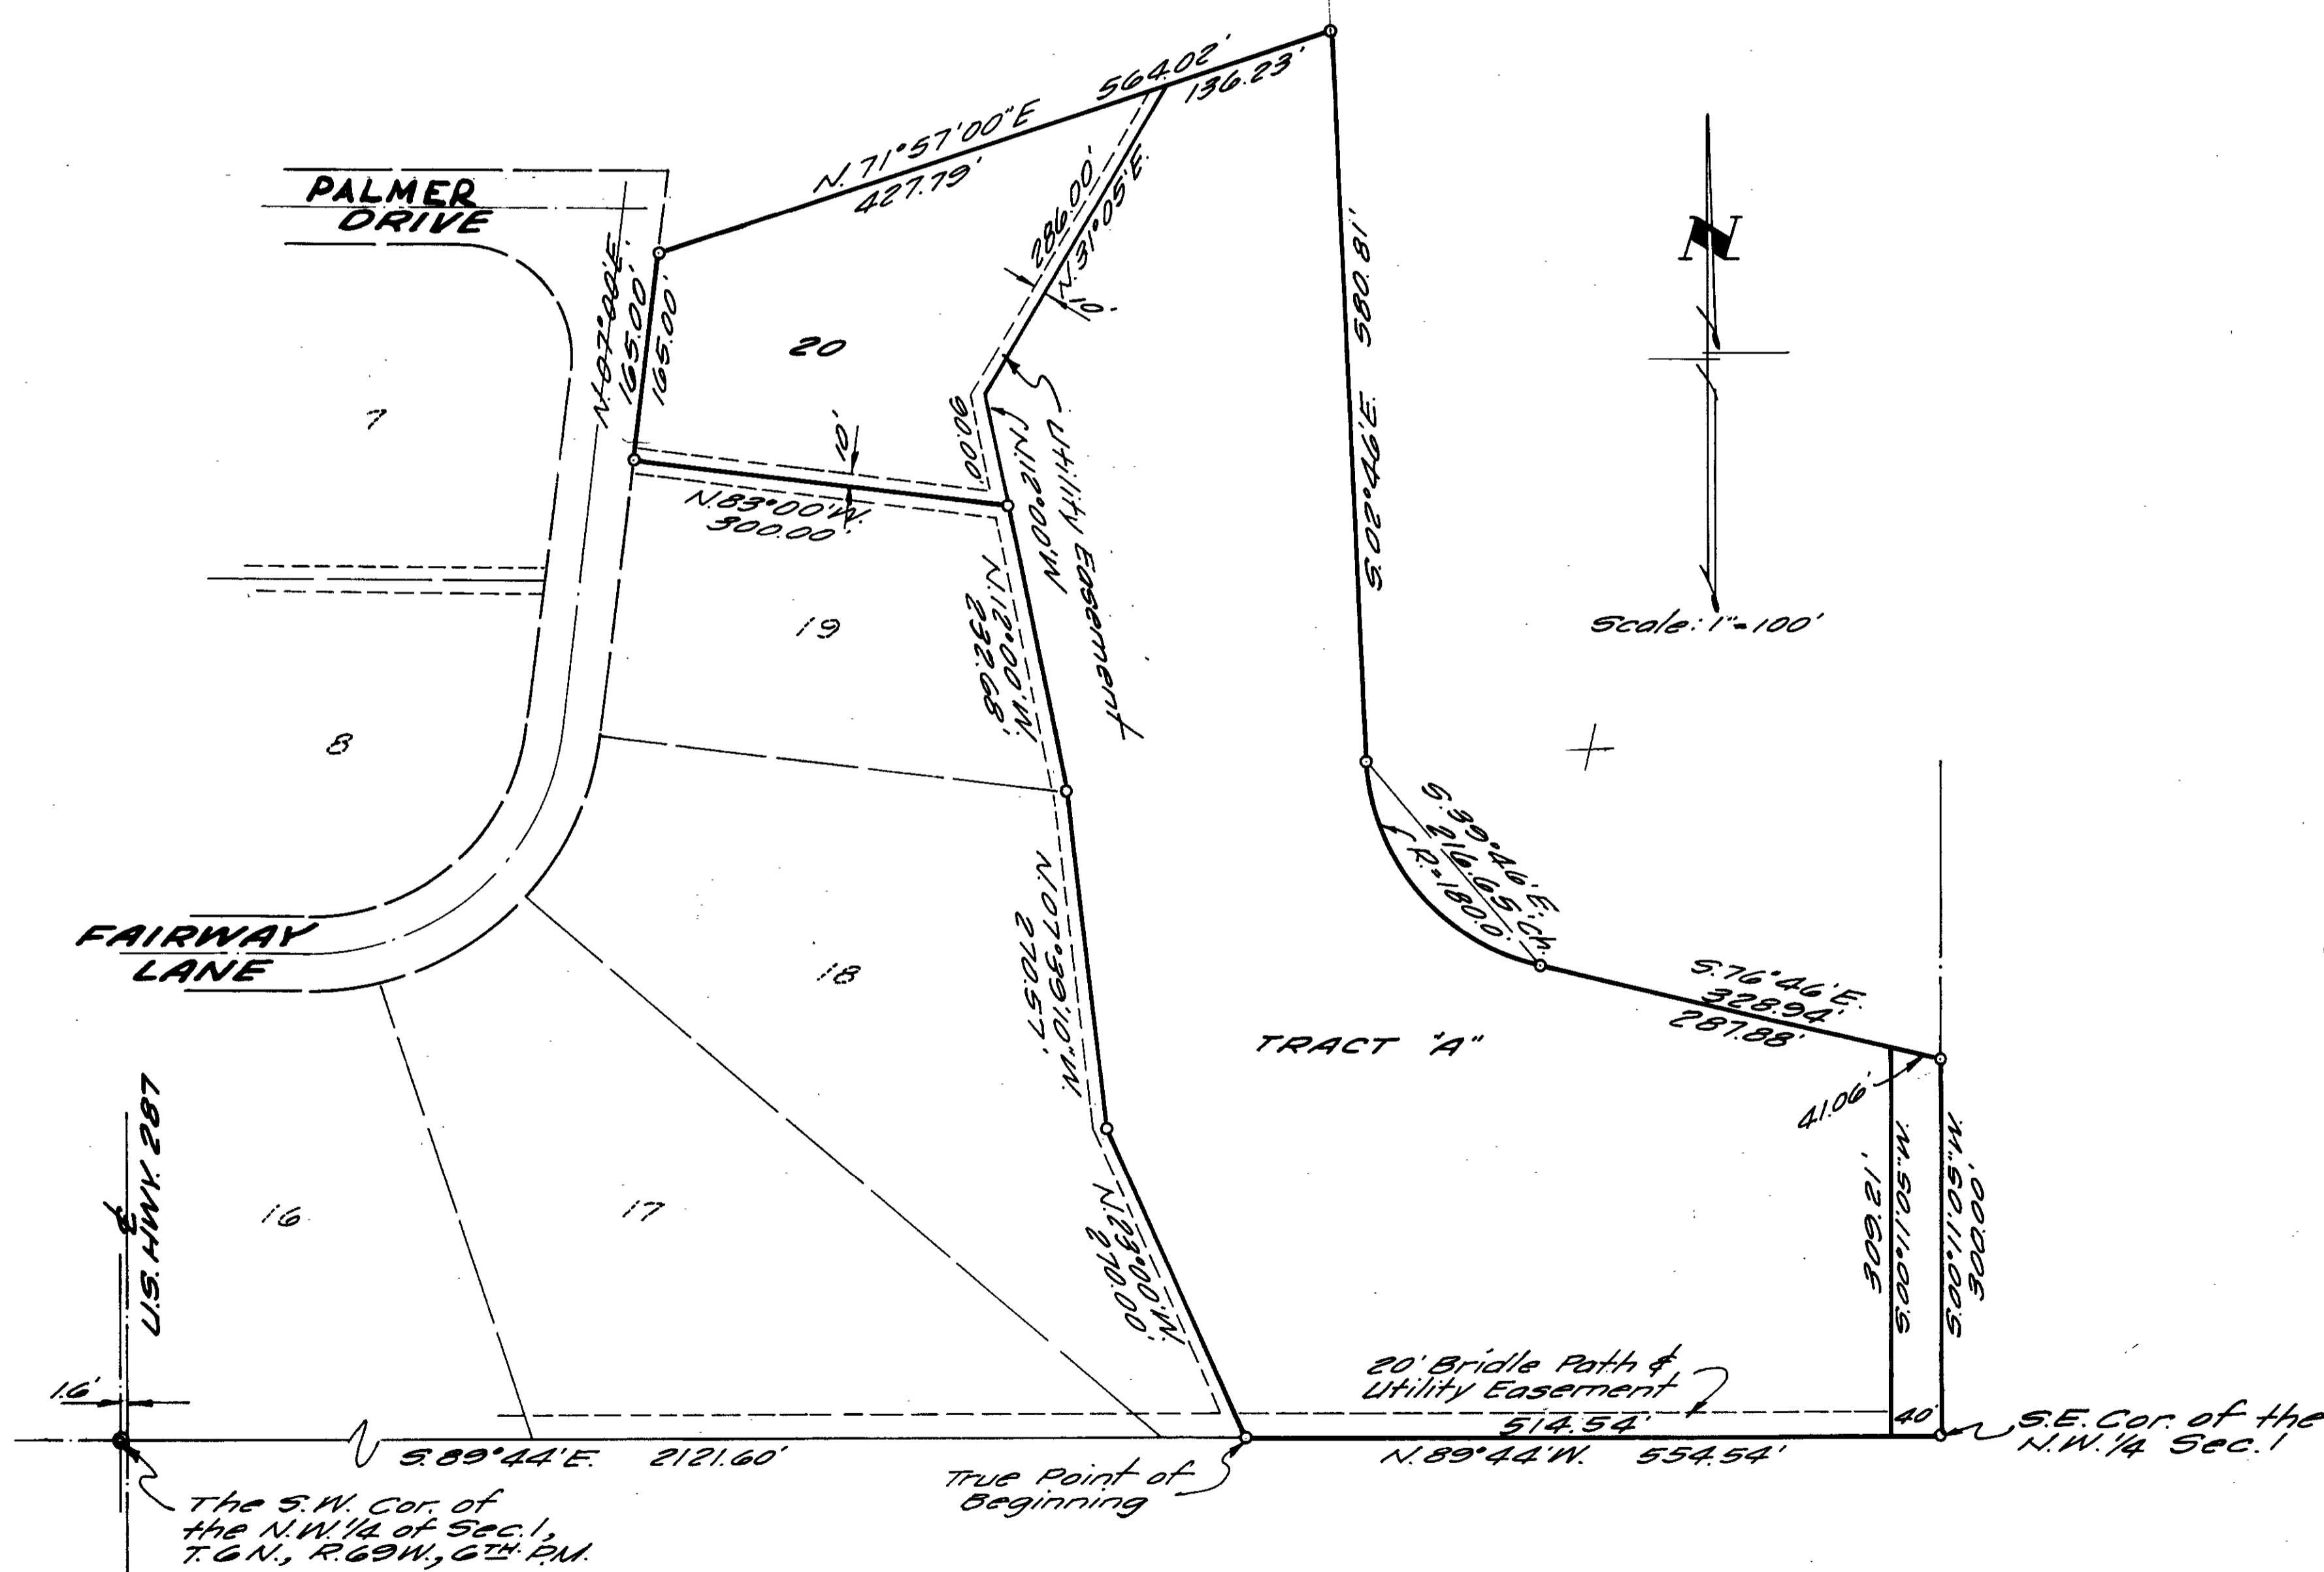 564.02'
136.23'
N. 71°57'00"E
427.79'
PALMER
DRIVE
286.00'
N. 31°05'E.
10'
N. 07°00'E.
165.00'
165.00'
20
7
90.00'
N12°00'W
Utility Easement
10'
N. 83°00'W.
300.00'
S. 02°46'E. 580.81'
N
Scale: 1"=100'
19
N.12°00'W.
232.68'
8
S. 39°46'E. Ch.
216.65'
R=180.0'
FAIRWAY
LANE
18
N.07°39'10"W.
270.57'
S. 76°46'E.
328.94'
287.88'
TRACT "A"
41.06'
U.S. HWY. 287
℄
16
17
309.21'
S.00°11'05"W.
S.00°11'05"W.
300.00'
210.00'
20' Bridle Path &
Utility Easement
514.54'
40'
1.6'
S. 89°44'E. 2121.60'
N. 89°44'W. 554.54'
S.E. Cor. of the
N.W. 1/4 Sec. 1
True Point of
Beginning
The S.W. Cor. of
the N.W. 1/4 of Sec. 1,
T. 6 N., R. 69 W., 6TH. P.M.